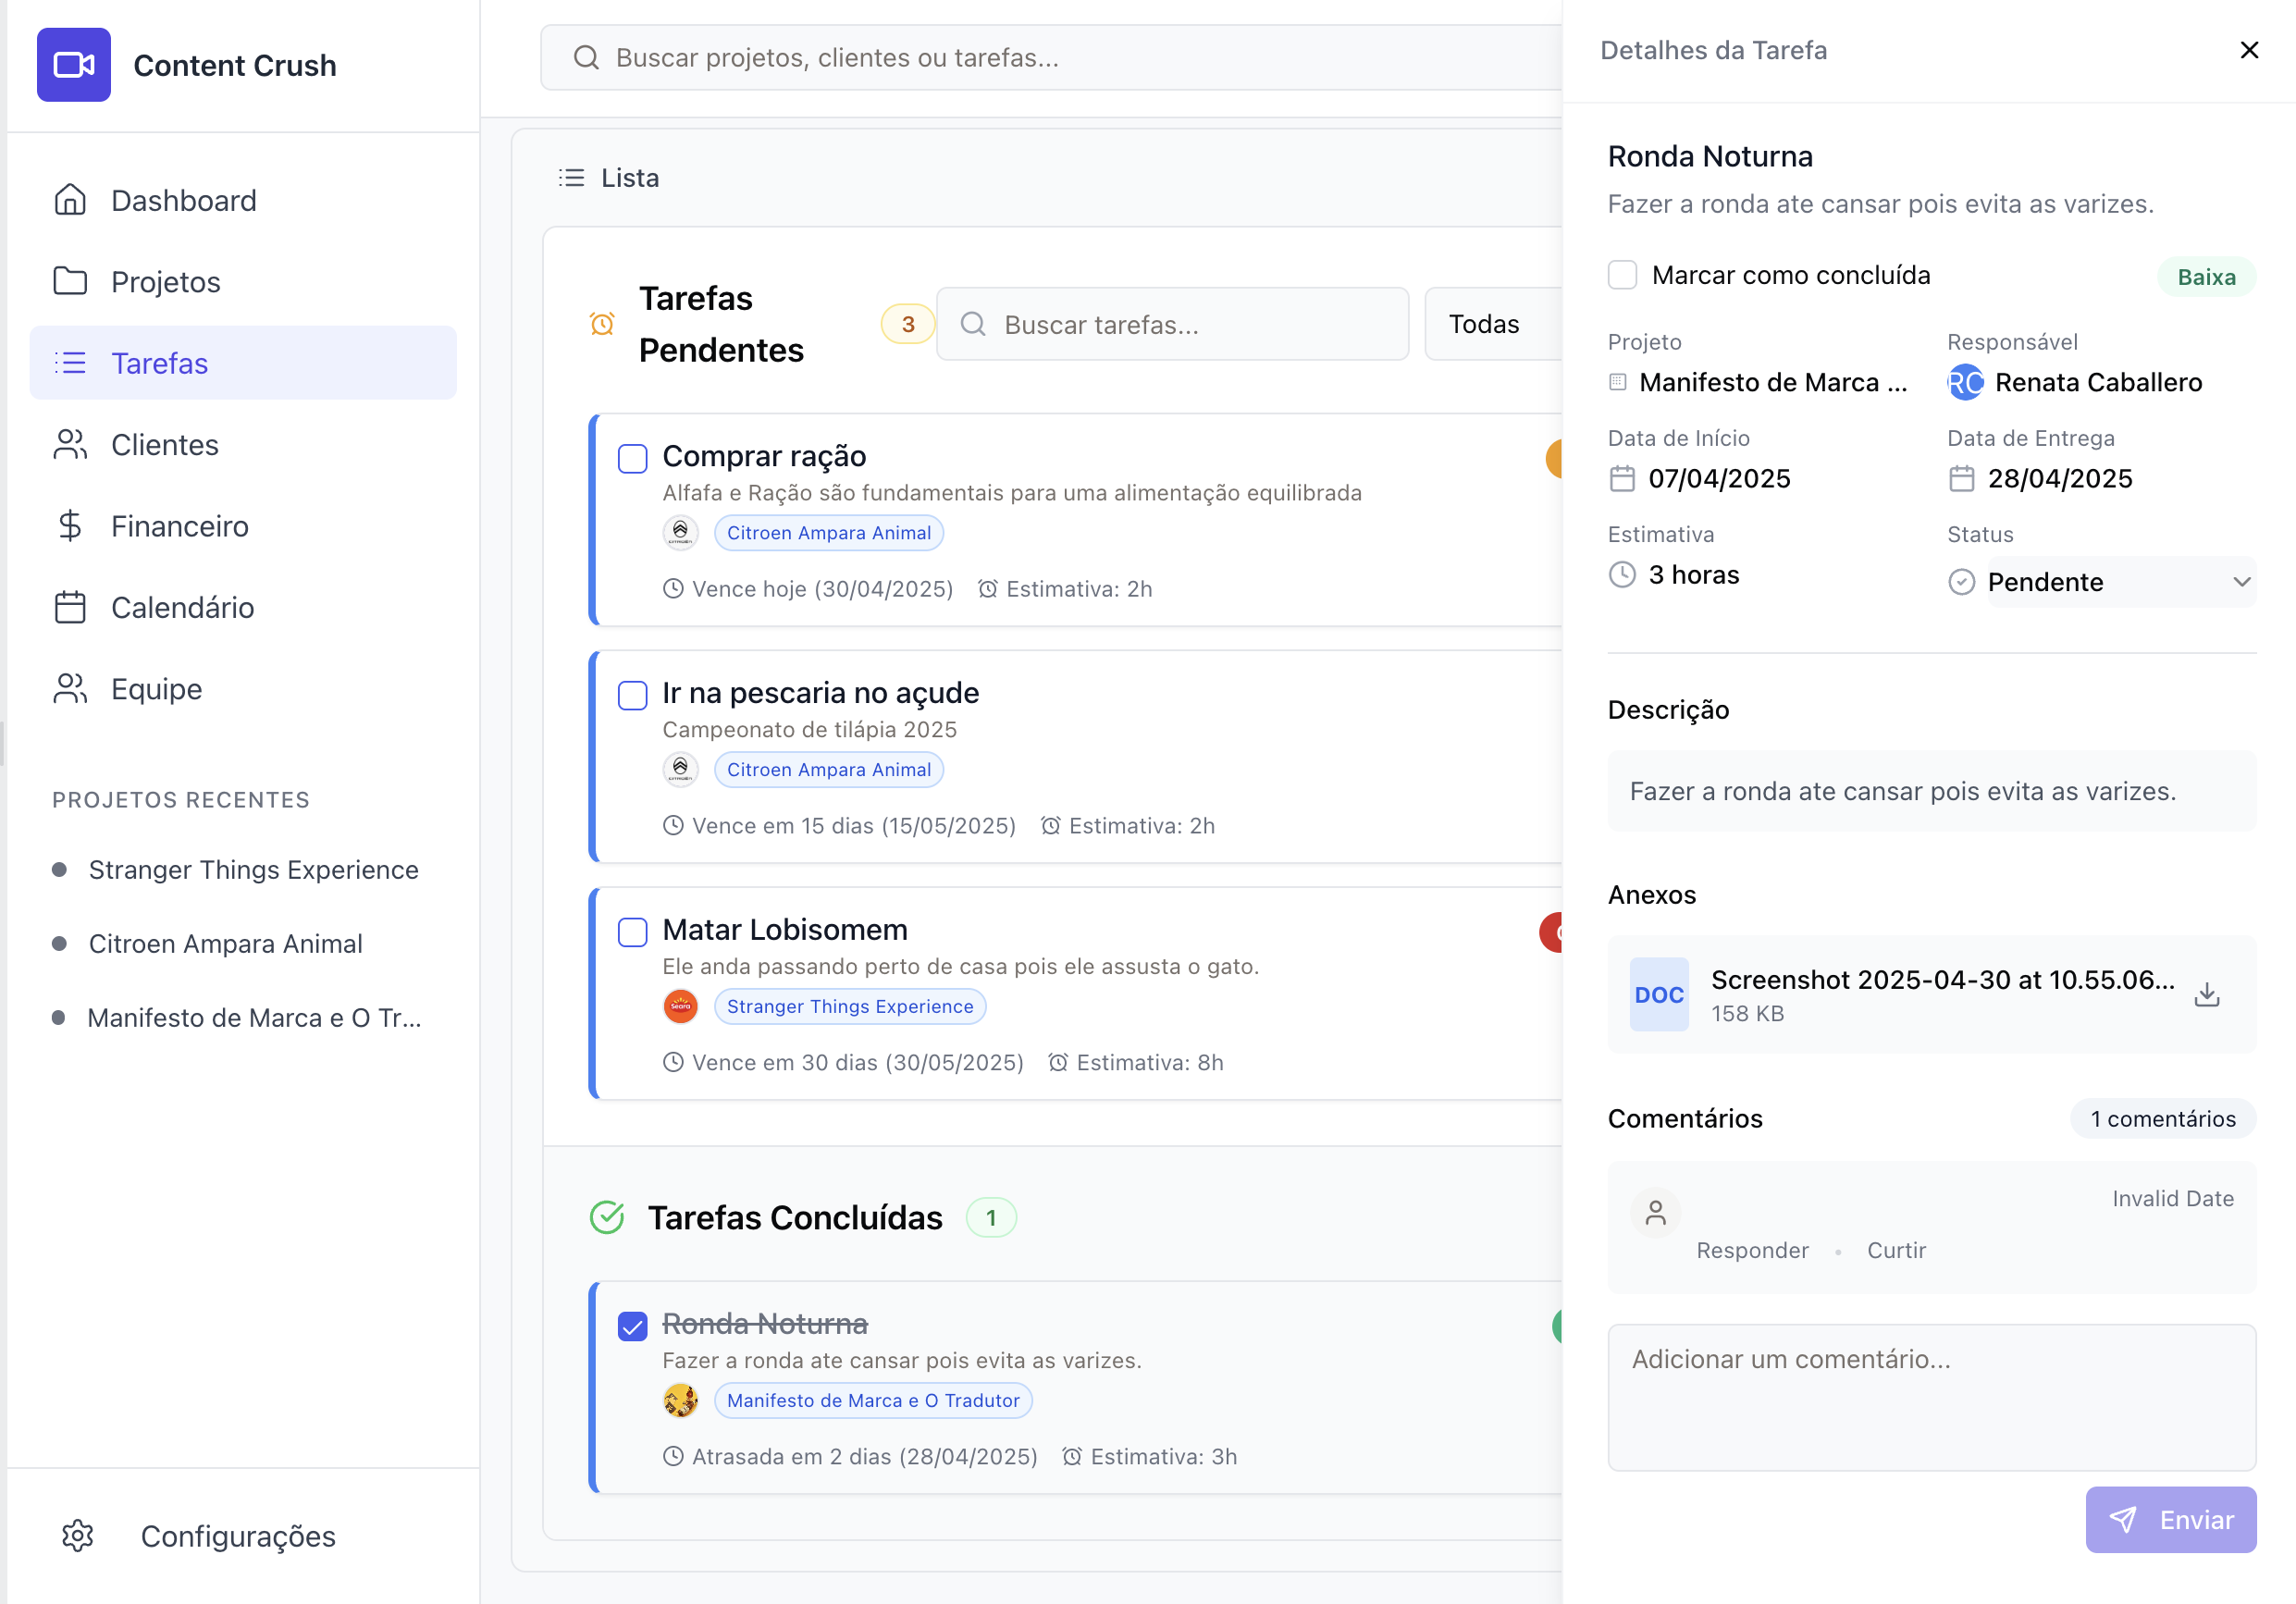 Content Crush
Dashboard
Projetos
Tarefas
Clientes
Financeiro
Calendário
Equipe
PROJETOS RECENTES
Stranger Things Experience
Citroen Ampara Animal
Manifesto de Marca e O Tr...
Configurações
Buscar projetos, clientes ou tarefas...
Lista
Tarefas
Pendentes
3
Buscar tarefas...
Todas
Comprar ração
Alfafa e Ração são fundamentais para uma alimentação equilibrada
Citroen Ampara Animal
Vence hoje (30/04/2025) Estimativa: 2h
Ir na pescaria no açude
Campeonato de tilápia 2025
Citroen Ampara Animal
Vence em 15 dias (15/05/2025) Estimativa: 2h
Matar Lobisomem
Ele anda passando perto de casa pois ele assusta o gato.
Seara
Stranger Things Experience
Vence em 30 dias (30/05/2025) Estimativa: 8h
Tarefas Concluídas 1
Ronda Noturna
Fazer a ronda ate cansar pois evita as varizes.
Manifesto de Marca e O Tradutor
Atrasada em 2 dias (28/04/2025) Estimativa: 3h
Detalhes da Tarefa
Ronda Noturna
Fazer a ronda ate cansar pois evita as varizes.
Marcar como concluída
Baixa
Projeto
Manifesto de Marca ...
Responsável
RC Renata Caballero
Data de Início
07/04/2025
Data de Entrega
28/04/2025
Estimativa
3 horas
Status
Pendente
Descrição
Fazer a ronda ate cansar pois evita as varizes.
Anexos
DOC
Screenshot 2025-04-30 at 10.55.06...
158 KB
Comentários
1 comentários
Invalid Date
Responder • Curtir
Adicionar um comentário...
Enviar